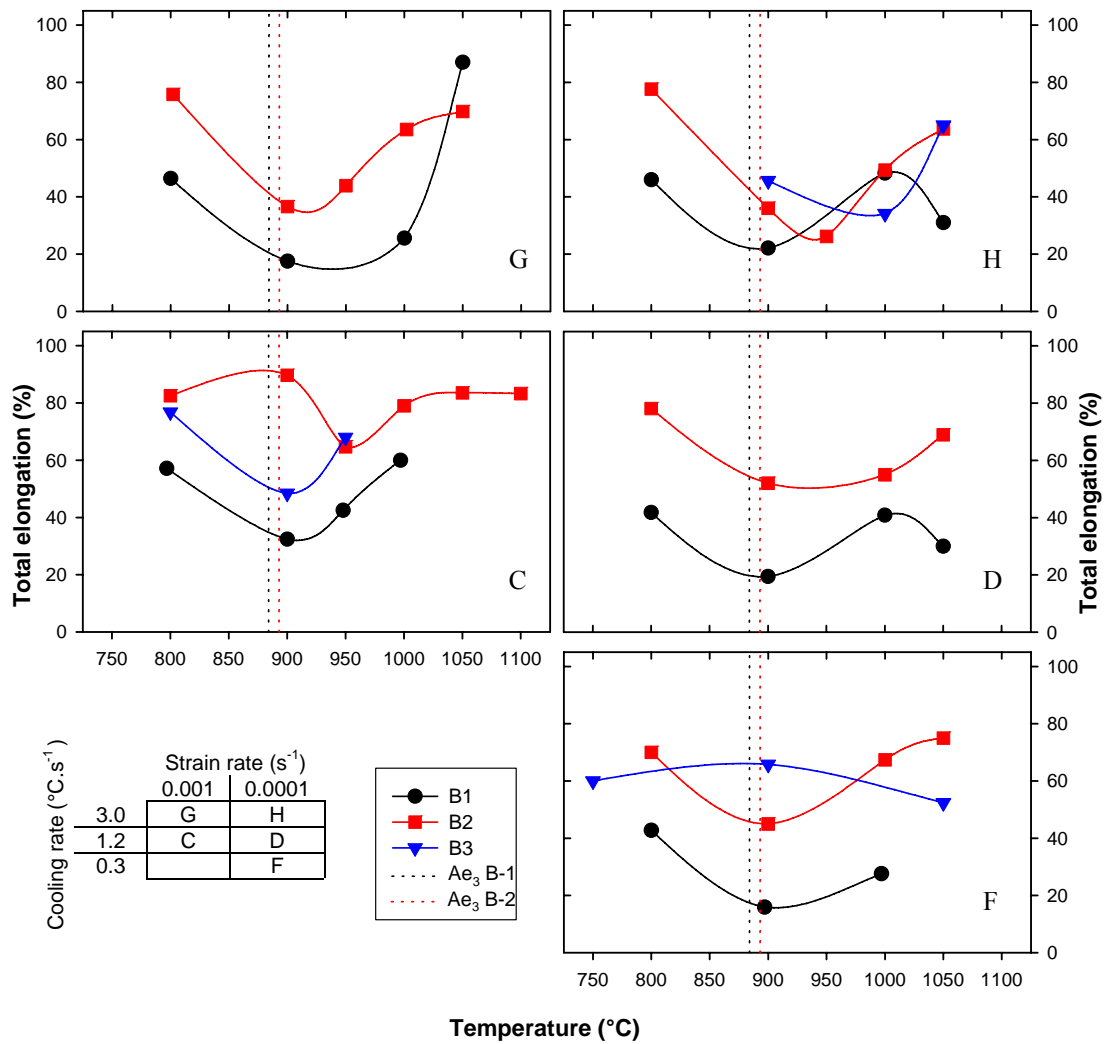 100
80
60
40
20
0
G
100
80
60
40
20
0
H
100
80
60
40
20
0
C
750 800 900 950 1000 1050 1100
100
80
60
40
20
0
D
Total elongation (%)
Total elongation (%)
100
80
60
40
20
0
F
750 800 900 950 1000 1050 1100
Strain rate (s⁻¹)
0.001 0.0001
3.0 G H
1.2 C D
0.3 F
Cooling rate (°C.s⁻¹)
B1
B2
B3
Ae₃ B-1
Ae₃ B-2
Temperature (°C)